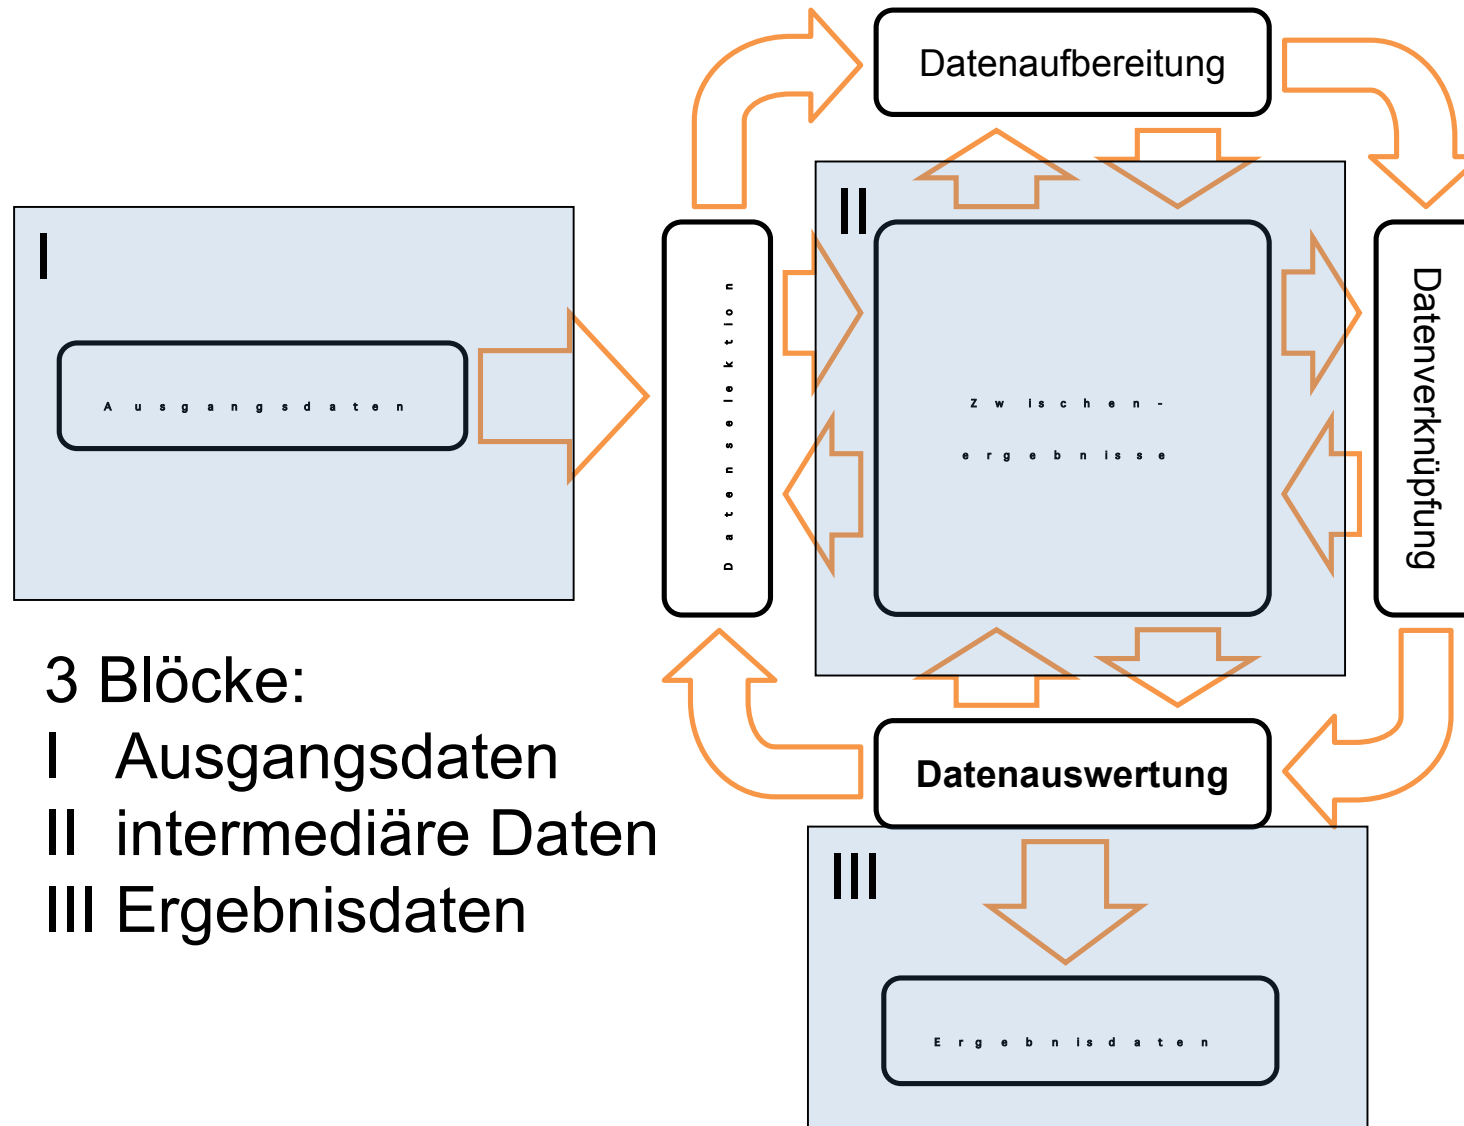 Datenaufbereitung
I
II
Ausgangsdaten
Datenselektion
Zwischen-
ergebnisse
Datenverknüpfung
3 Blöcke:
I Ausgangsdaten
II intermediäre Daten
III Ergebnisdaten
Datenauswertung
III
Ergebnisdaten